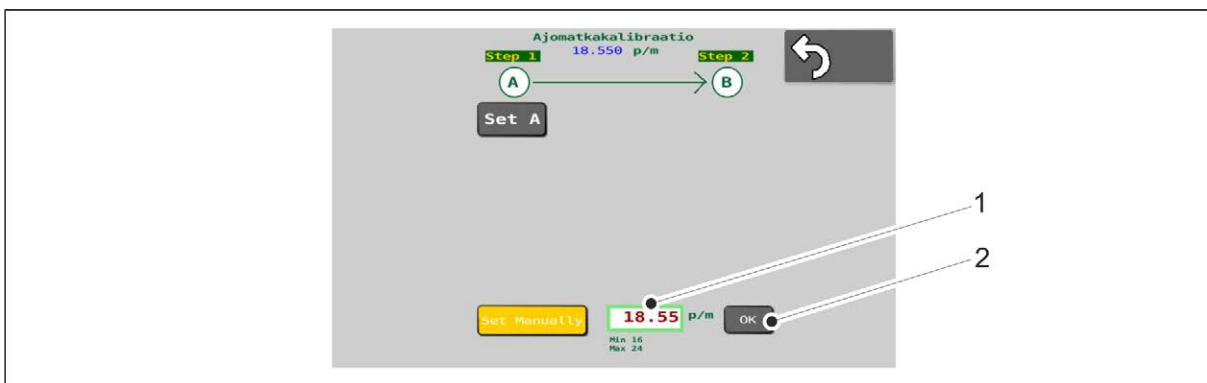 Ajomatkakalibraatio
18.550 p/m
Step 1
Step 2
A
B
Set A
1
2
Set Manually
18.55 p/m
OK
Min 16
Max 24